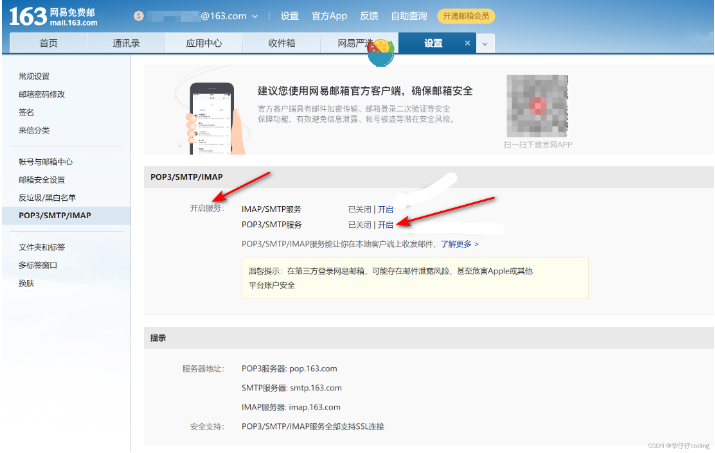 163 网易免费邮 mail.163.com
@163.com 设置 官方App 反馈 自助查询 开通邮箱会员
首页 通讯录 应用中心 收件箱 网易严选 设置 ×
常规设置
邮箱密码修改
签名
来信分类
帐号与邮箱中心
邮箱安全设置
反垃圾/黑白名单
POP3/SMTP/IMAP
文件夹和标签
多标签窗口
换肤
建议您使用网易邮箱官方客户端，确保邮箱安全
官方客户端具有邮件加密传输、邮箱登录二次验证等安全
保障功能，有效避免信息泄露、帐号被盗等潜在安全风险。
扫一扫下载官网APP
POP3/SMTP/IMAP
开启服务： IMAP/SMTP服务 已关闭 | 开启
POP3/SMTP服务 已关闭 | 开启
POP3/SMTP/IMAP服务能让你在本地客户端上收发邮件，了解更多 >
温馨提示：在第三方登录网易邮箱，可能存在邮件泄露风险，甚至危害Apple或其他
平台账户安全
提示
服务器地址： POP3服务器: pop.163.com
SMTP服务器: smtp.163.com
IMAP服务器: imap.163.com
安全支持： POP3/SMTP/IMAP服务全部支持SSL连接